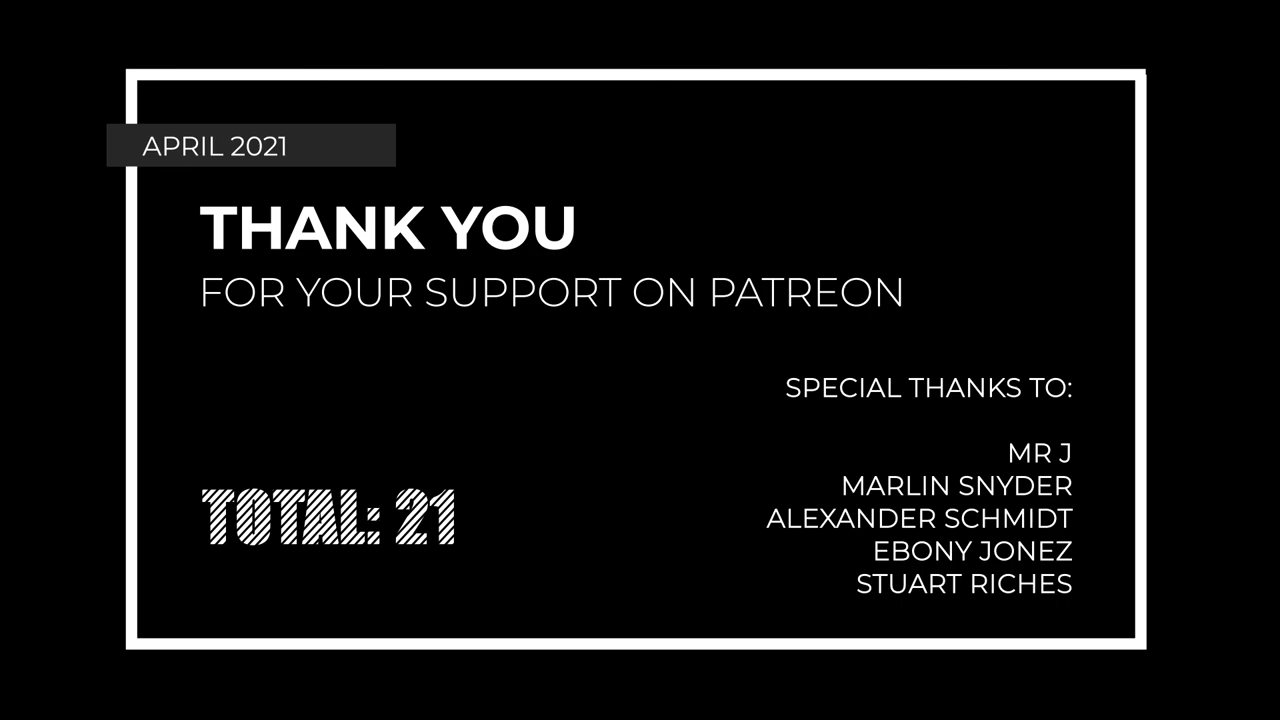 APRIL 2021
THANK YOU
FOR YOUR SUPPORT ON PATREON
SPECIAL THANKS TO:
MR J
MARLIN SNYDER
ALEXANDER SCHMIDT
EBONY JONEZ
STUART RICHES
TOTAL: 21